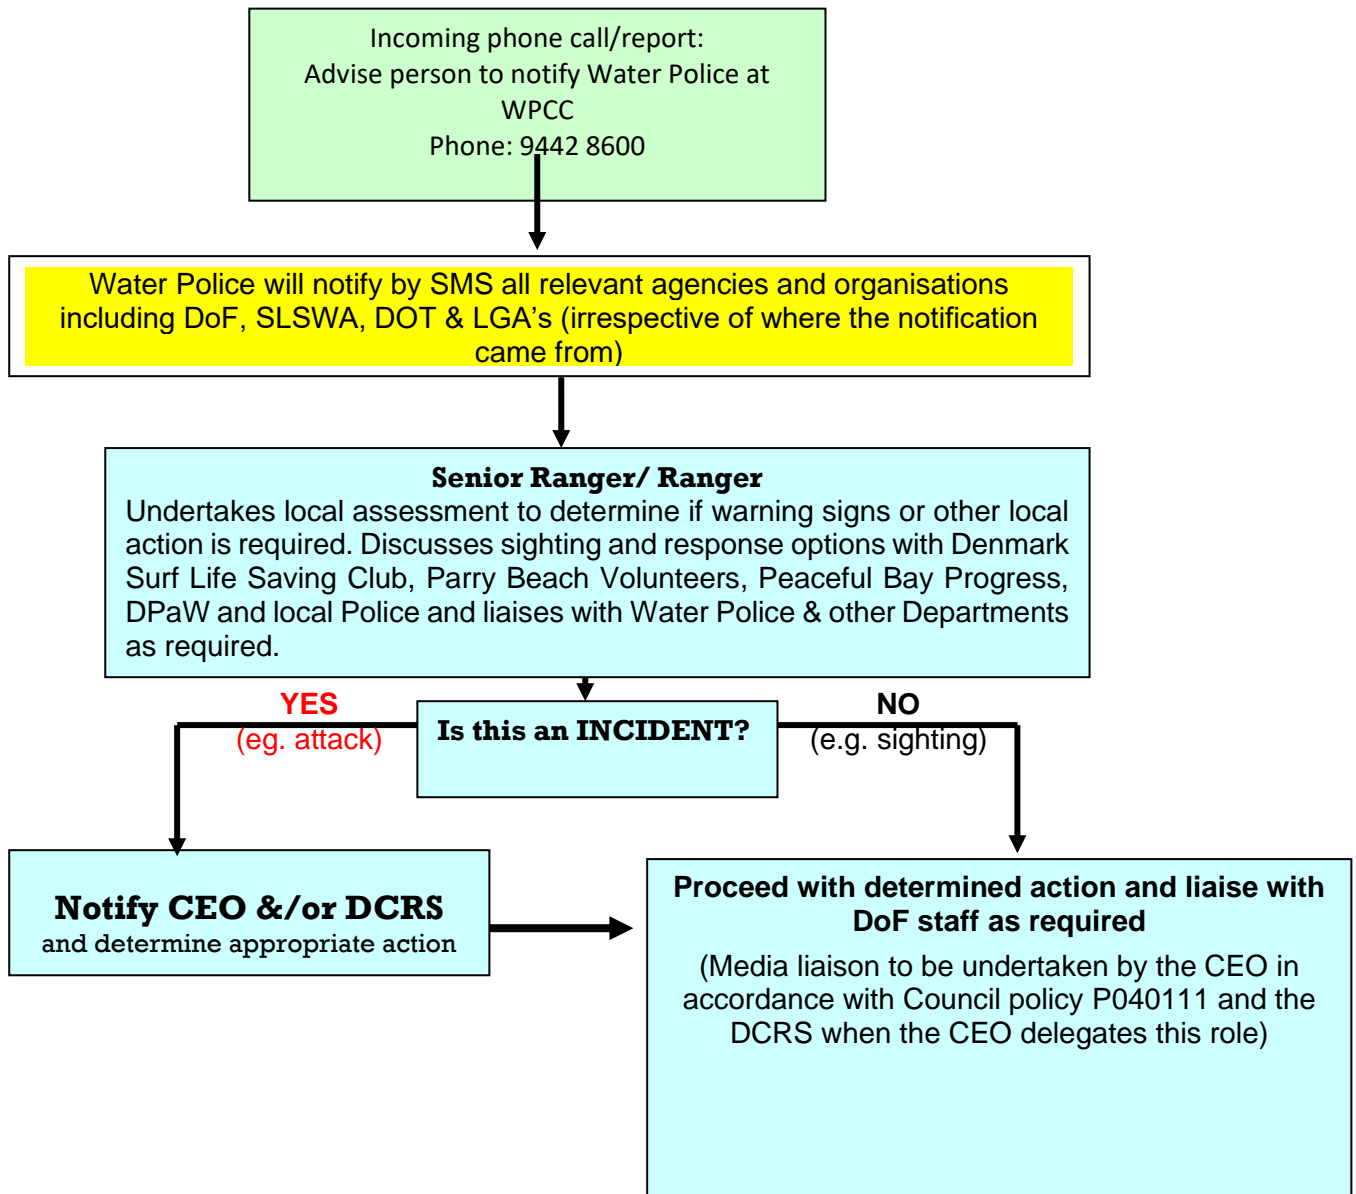 Incoming phone call/report:
Advise person to notify Water Police at
WPCC
Phone: 9442 8600
Water Police will notify by SMS all relevant agencies and organisations
including DoF, SLSWA, DOT & LGA’s (irrespective of where the notification
came from)
Senior Ranger/ Ranger
Undertakes local assessment to determine if warning signs or other local
action is required. Discusses sighting and response options with Denmark
Surf Life Saving Club, Parry Beach Volunteers, Peaceful Bay Progress,
DPaW and local Police and liaises with Water Police & other Departments
as required.
YES
(eg. attack)
Is this an INCIDENT?
NO
(e.g. sighting)
Notify CEO &/or DCRS
and determine appropriate action
Proceed with determined action and liaise with
DoF staff as required
(Media liaison to be undertaken by the CEO in
accordance with Council policy P040111 and the
DCRS when the CEO delegates this role)